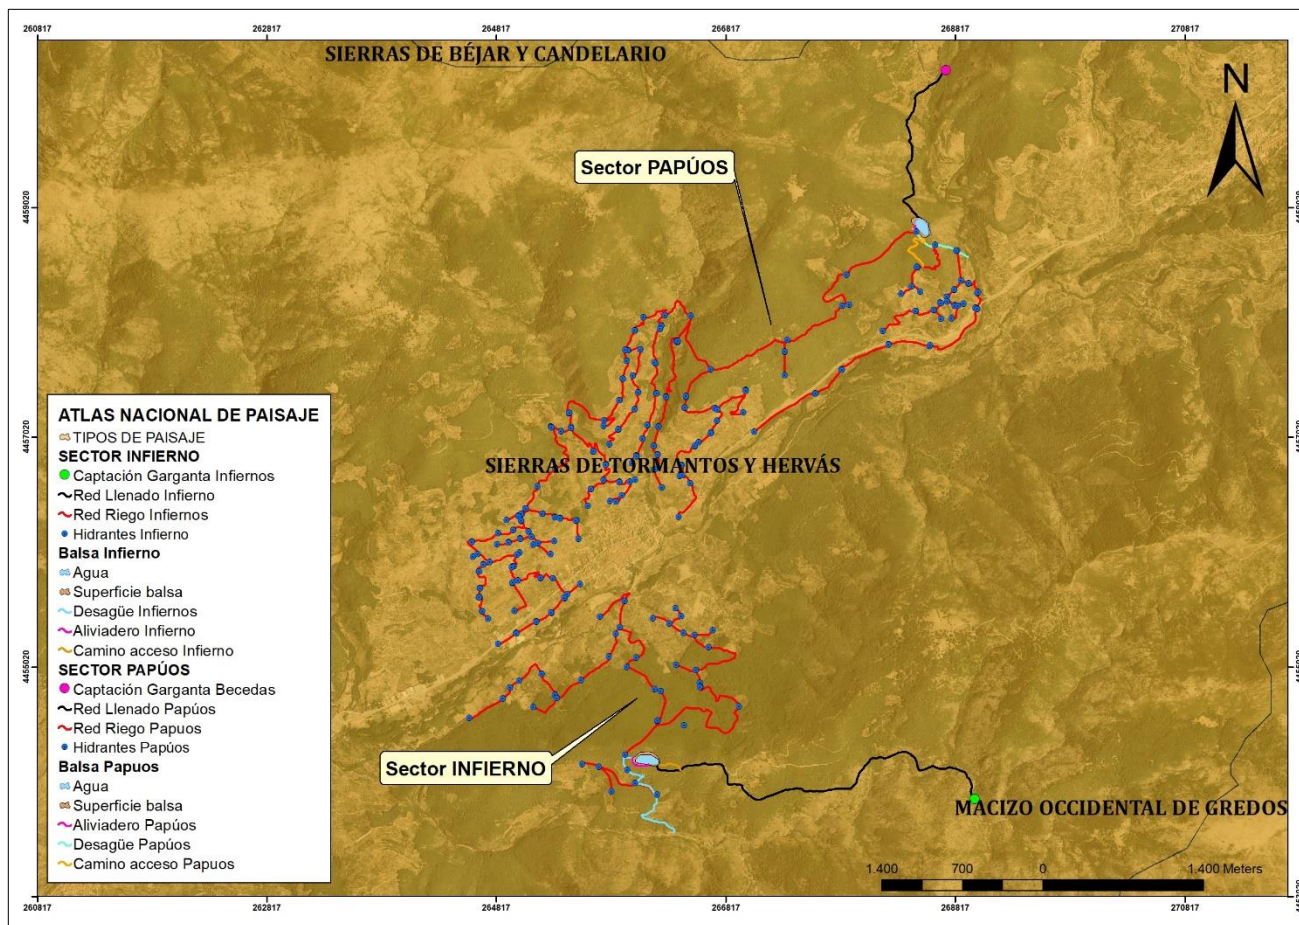 260817 262817 264817 266817 268817 270817
SIERRAS DE BÉJAR Y CANDELARIO
N
Sector PAPÚOS
4459020 4459020
4457020 4457020
SIERRAS DE TORMANTOS Y HERVÁS
ATLAS NACIONAL DE PAISAJE
TIPOS DE PAISAJE
SECTOR INFIERNO
Captación Garganta Infiernos
Red Llenado Infierno
Red Riego Infiernos
Hidrantes Infierno
Balsa Infierno
Agua
Superficie balsa
Desagüe Infiernos
Aliviadero Infierno
Camino acceso Infierno
SECTOR PAPÚOS
Captación Garganta Becedas
Red Llenado Papúos
Red Riego Papuos
Hidrantes Papúos
Balsa Papuos
Agua
Superficie balsa
Aliviadero Papúos
Desagüe Papúos
Camino acceso Papuos
4455020 4455020
Sector INFIERNO
MACIZO OCCIDENTAL DE GREDOS
1.400 700 0 1.400 Meters
4453020
260817 262817 264817 266817 268817 270817